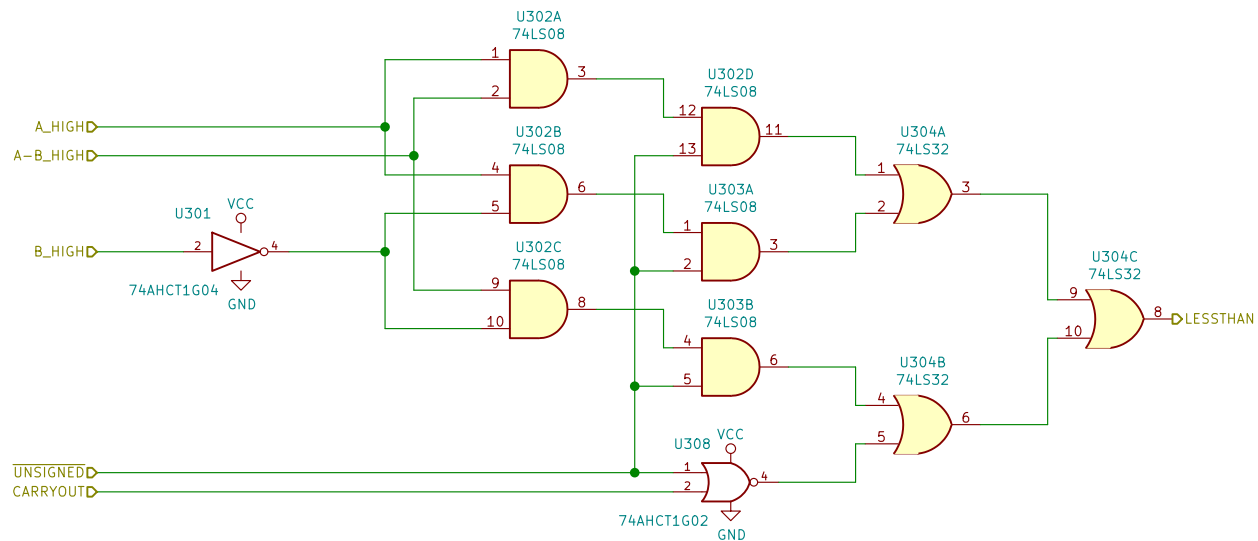 U302A
74LS08
1
2
3
U302D
74LS08
12
13
11
A_HIGH
A-B_HIGH
U302B
74LS08
4
5
6
U304A
74LS32
1
2
3
U301
VCC
2
4
B_HIGH
74AHCT1G04
GND
U303A
74LS08
1
2
3
U302C
74LS08
9
10
8
U304C
74LS32
9
10
8
LESSTHAN
U303B
74LS08
4
5
6
U304B
74LS32
4
5
6
U308
VCC
1
2
4
74AHCT1G02
GND
UNSIGNED
CARRYOUT